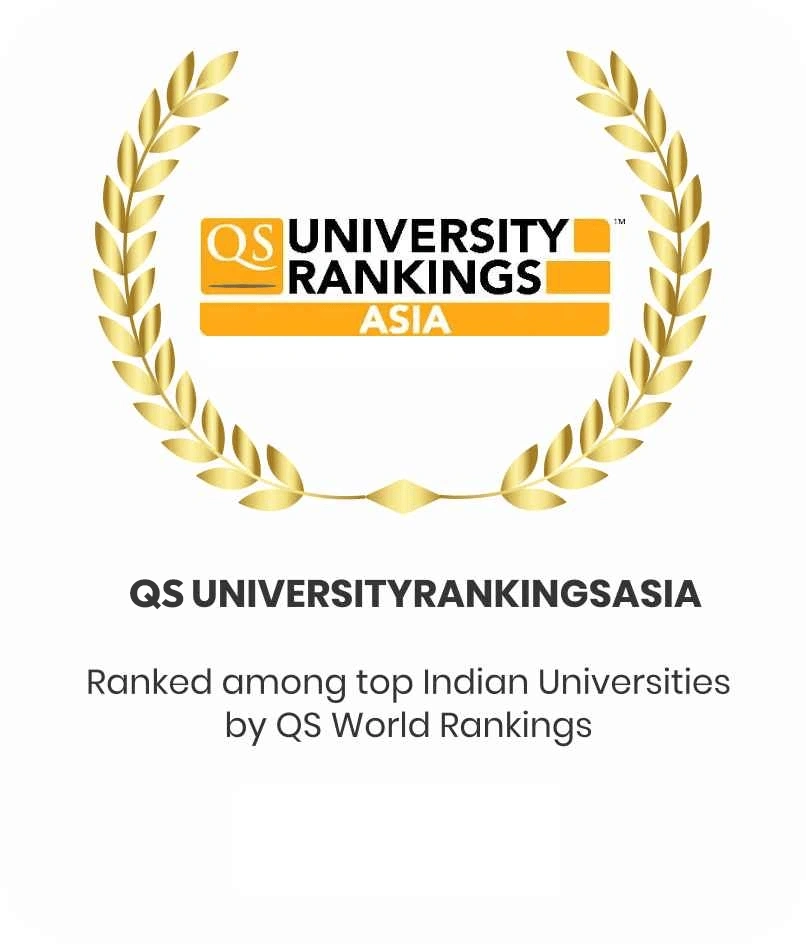 QS UNIVERSITY ™
RANKINGS
ASIA
QS UNIVERSITYRANKINGSASIA
Ranked among top Indian Universities
by QS World Rankings